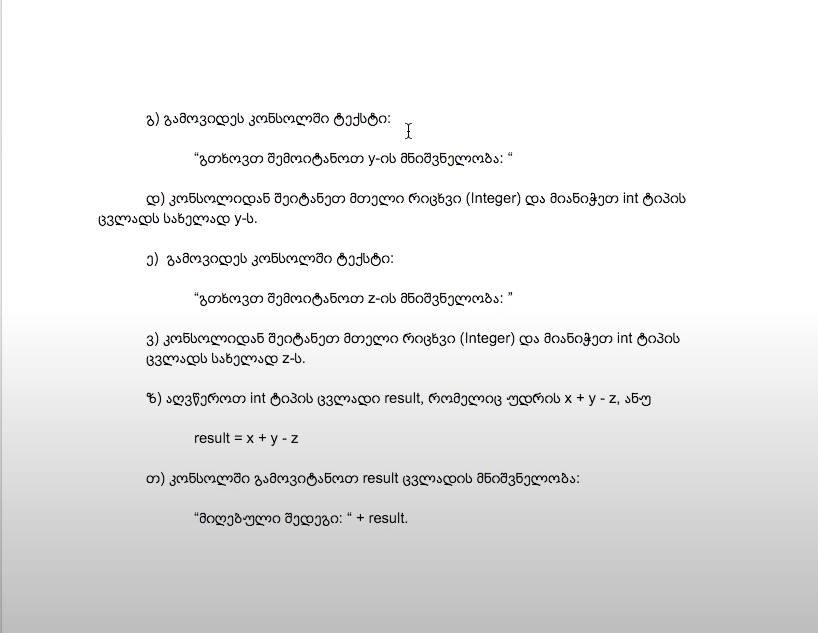 გ) გამოვიდეს კონსოლში ტექსტი:
“გთხოვთ შემოიტანოთ y-ის მნიშვნელობა: “
დ) კონსოლიდან შეიტანეთ მთელი რიცხვი (Integer) და მიანიჭეთ int ტიპის
ცვლადს სახელად y-ს.
ე)  გამოვიდეს კონსოლში ტექსტი:
“გთხოვთ შემოიტანოთ z-ის მნიშვნელობა: ”
ვ) კონსოლიდან შეიტანეთ მთელი რიცხვი (Integer) და მიანიჭეთ int ტიპის
ცვლადს სახელად z-ს.
ზ) აღვწეროთ int ტიპის ცვლადი result, რომელიც უდრის x + y - z, ანუ
result = x + y - z
თ) კონსოლში გამოვიტანოთ result ცვლადის მნიშვნელობა:
“მიღებული შედეგი: “ + result.